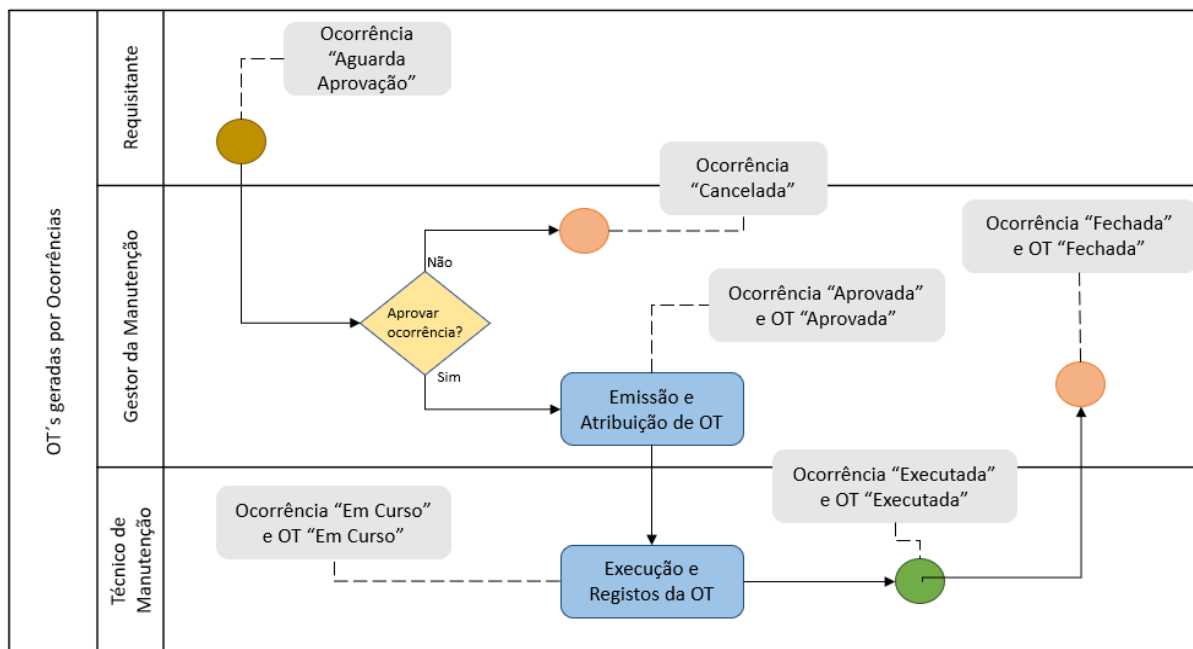 OT´s geradas por Ocorrências
Requisitante
Ocorrência
“Aguarda
Aprovação”
Gestor da Manutenção
Ocorrência
“Cancelada”
Não
Aprovar
ocorrência?
Sim
Ocorrência “Aprovada”
e OT “Aprovada”
Emissão e
Atribuição de OT
Ocorrência “Fechada”
e OT “Fechada”
Técnico de
Manutenção
Ocorrência “Em Curso”
e OT “Em Curso”
Execução e
Registos da OT
Ocorrência “Executada”
e OT “Executada”